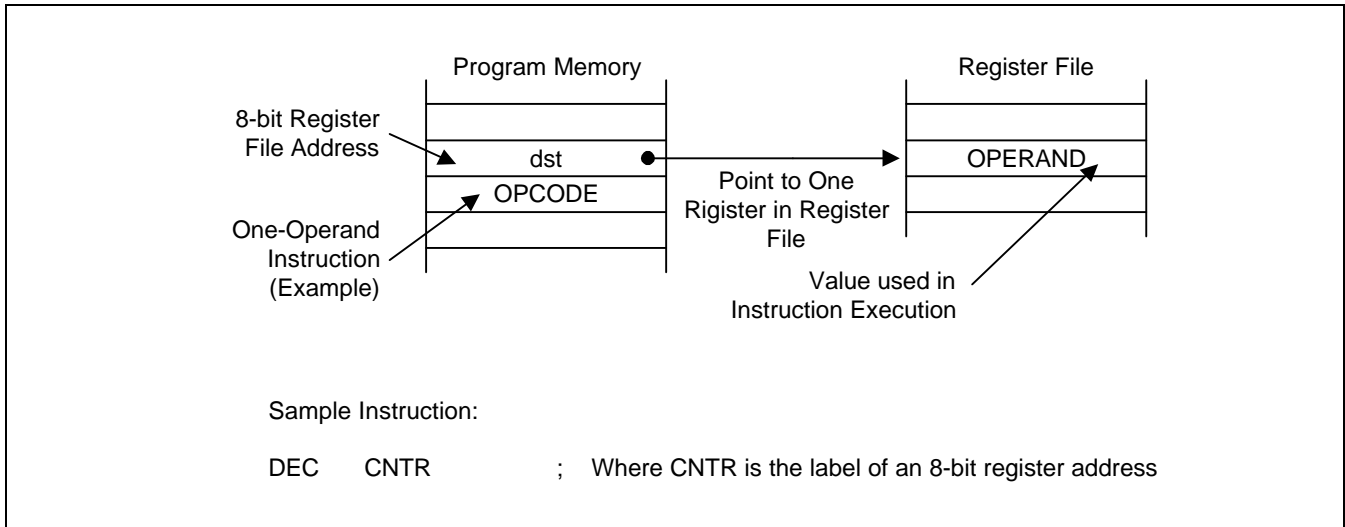 Program Memory
Register File
8-bit Register
File Address
dst
OPERAND
OPCODE
Point to One
Rigister in Register
File
One-Operand
Instruction
(Example)
Value used in
Instruction Execution
Sample Instruction:
DEC CNTR ; Where CNTR is the label of an 8-bit register address